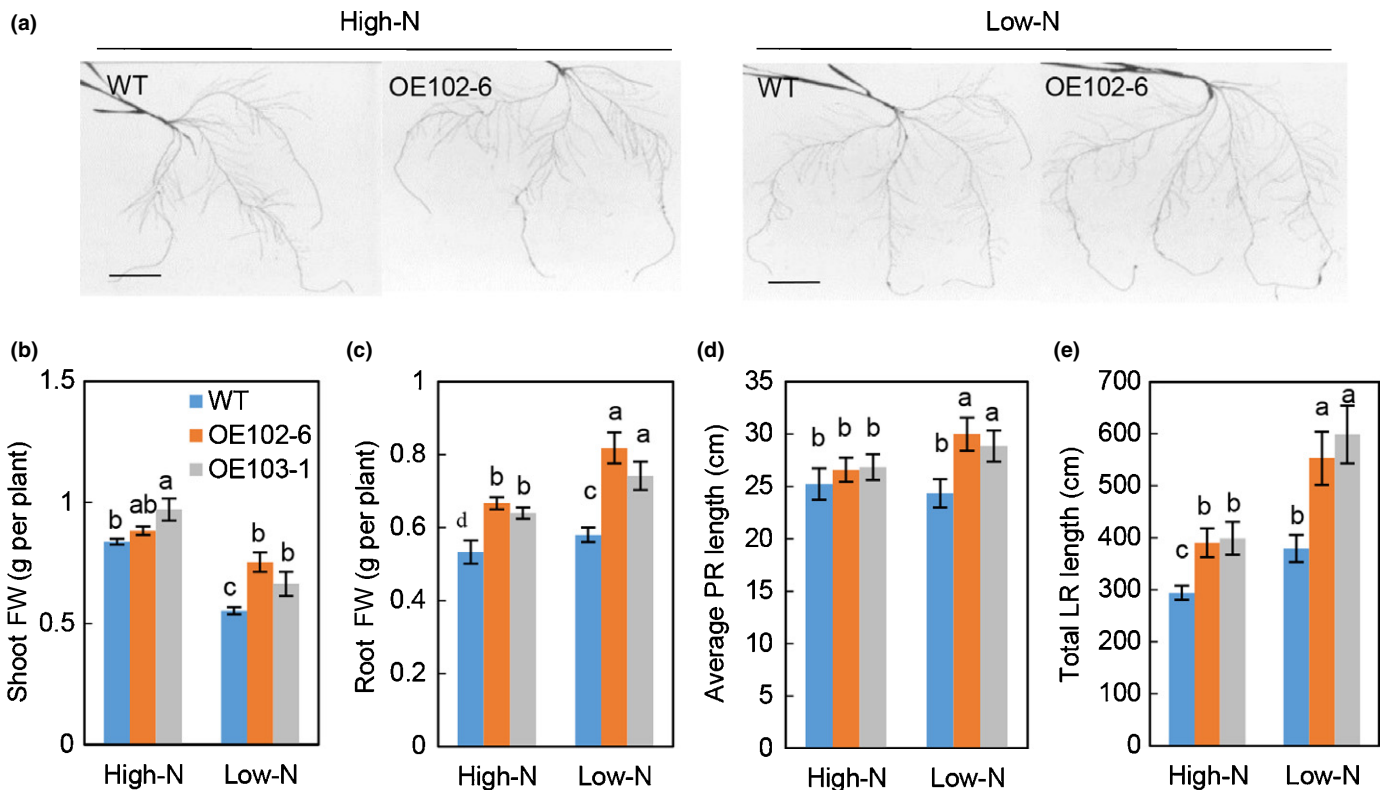 (a)
High-N
Low-N
WT
OE102-6
WT
OE102-6
(b)
Shoot FW (g per plant)
1.5
1
0.5
0
WT
OE102-6
OE103-1
b
ab
a
c
b
b
High-N
Low-N
(c)
Root FW (g per plant)
1
0.8
0.6
0.4
0.2
0
d
b
b
c
a
a
High-N
Low-N
(d)
Average PR length (cm)
35
30
25
20
15
10
5
0
b
b
b
b
a
a
High-N
Low-N
(e)
Total LR length (cm)
700
600
500
400
300
200
100
0
c
b
b
b
a
a
High-N
Low-N